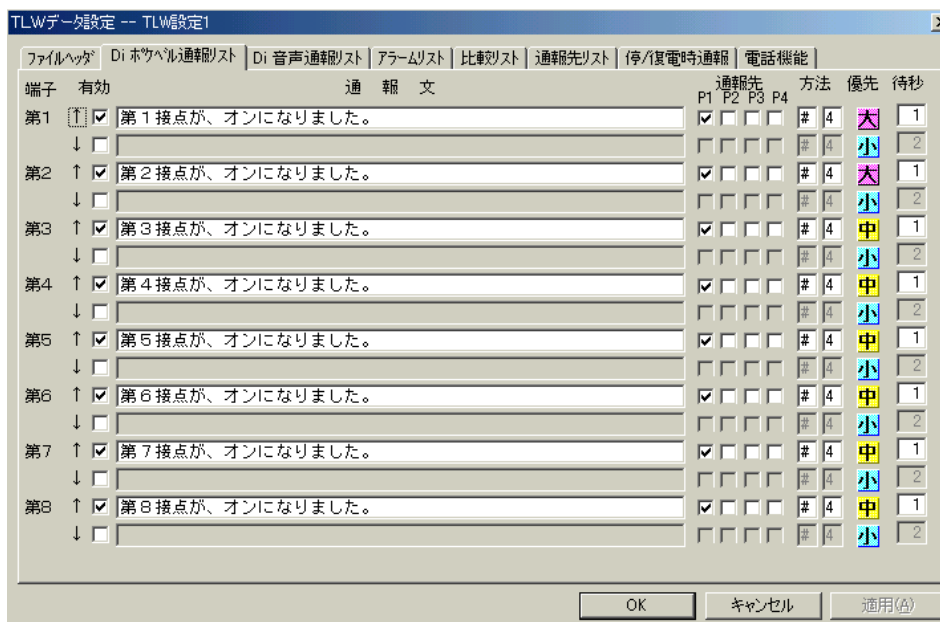 TLWデータ設定 -- TLW設定1
ファイルヘッダ Di ポケベル通報リスト Di 音声通報リスト アラームリスト 比較リスト 通報先リスト 停/復電時通報 電話機能
端子 有効 通 報 文 通報先 方法 優先 待秒
P1 P2 P3 P4
第1 ↑ 第1接点が、オンになりました。 # 4 大 1
↓ # 4 小 2
第2 ↑ 第2接点が、オンになりました。 # 4 大 1
↓ # 4 小 2
第3 ↑ 第3接点が、オンになりました。 # 4 中 1
↓ # 4 小 2
第4 ↑ 第4接点が、オンになりました。 # 4 中 1
↓ # 4 小 2
第5 ↑ 第5接点が、オンになりました。 # 4 中 1
↓ # 4 小 2
第6 ↑ 第6接点が、オンになりました。 # 4 中 1
↓ # 4 小 2
第7 ↑ 第7接点が、オンになりました。 # 4 中 1
↓ # 4 小 2
第8 ↑ 第8接点が、オンになりました。 # 4 中 1
↓ # 4 小 2
OK キャンセル 適用(A)